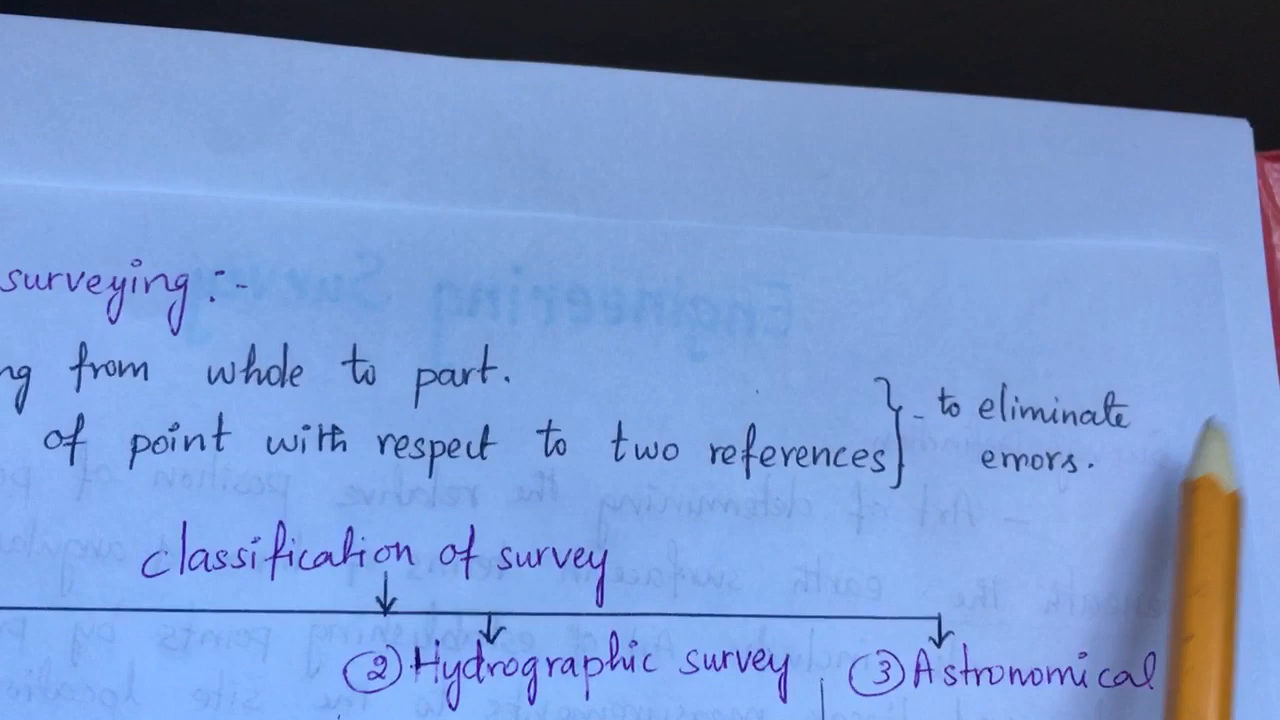 surveying :-
ng from whole to part.
of point with respect to two references} - to eliminate
errors.
classification of survey
② Hydrographic survey ③ Astronomical